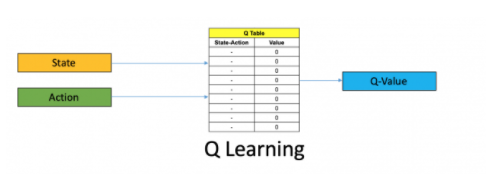 Q Table
State-Action Value
- 0
- 0
- 0
- 0
- 0
- 0
- 0
- 0
- 0
State
Action
Q-Value
Q Learning